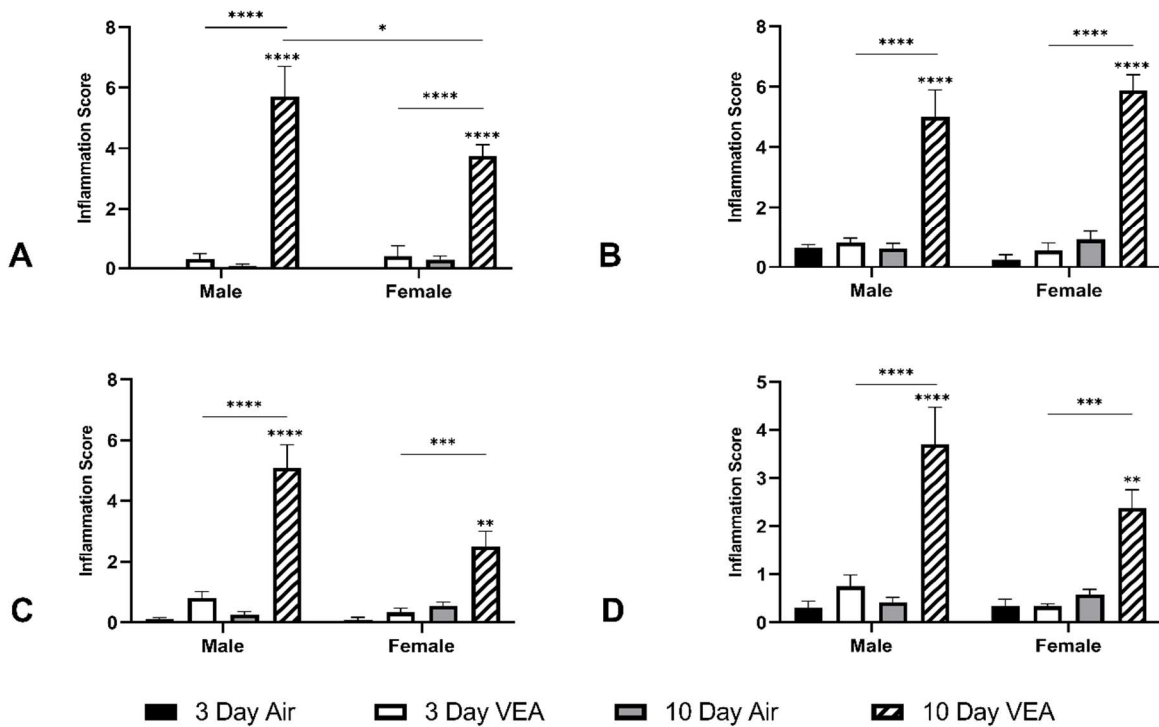 **** * 
8
6
4
2
0
Inflammation Score
****
****
****
Male Female
A
**** ****
8
6
4
2
0
Inflammation Score
**** ****
Male Female
B
8
6
4
2
0
Inflammation Score
**** ***
**** **
Male Female
C
**** ***
5
4
3
2
1
0
Inflammation Score
**** **
Male Female
D
3 Day Air 3 Day VEA 10 Day Air 10 Day VEA